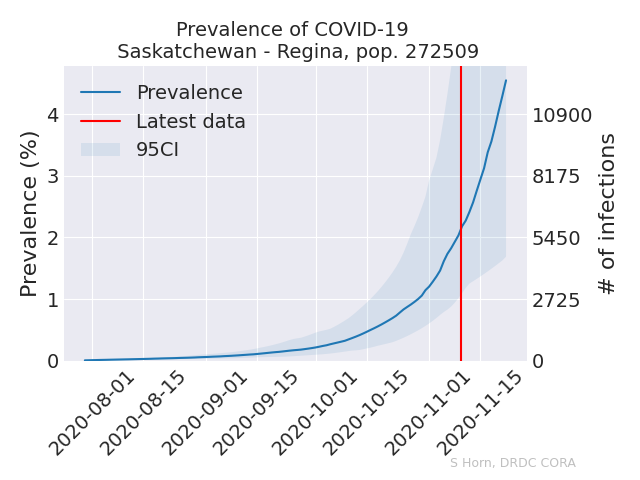 Prevalence of COVID-19
Saskatchewan - Regina, pop. 272509
Prevalence
Latest data
95CI
Prevalence (%)
4
3
2
1
0
10900
8175
5450
2725
0
# of infections
2020-08-01
2020-08-15
2020-09-01
2020-09-15
2020-10-01
2020-10-15
2020-11-01
2020-11-15
S Horn, DRDC CORA